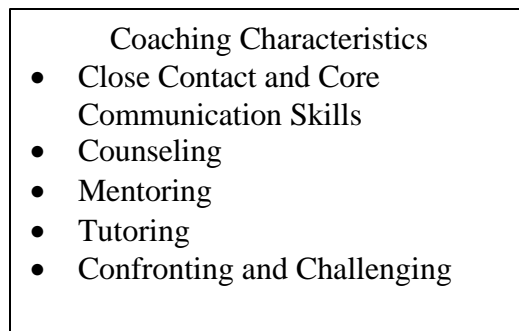 Coaching Characteristics
• Close Contact and Core
Communication Skills
• Counseling
• Mentoring
• Tutoring
• Confronting and Challenging